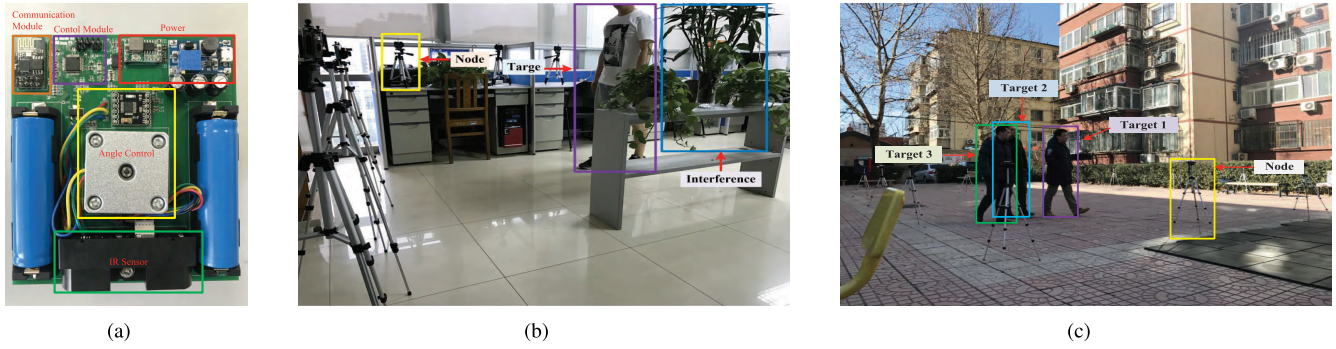 Communication
Module
Contol Module
Power
Angle Control
IR Sensor
Node
Targe
Interference
Target 2
Target 1
Target 3
Node
(a)
(b)
(c)